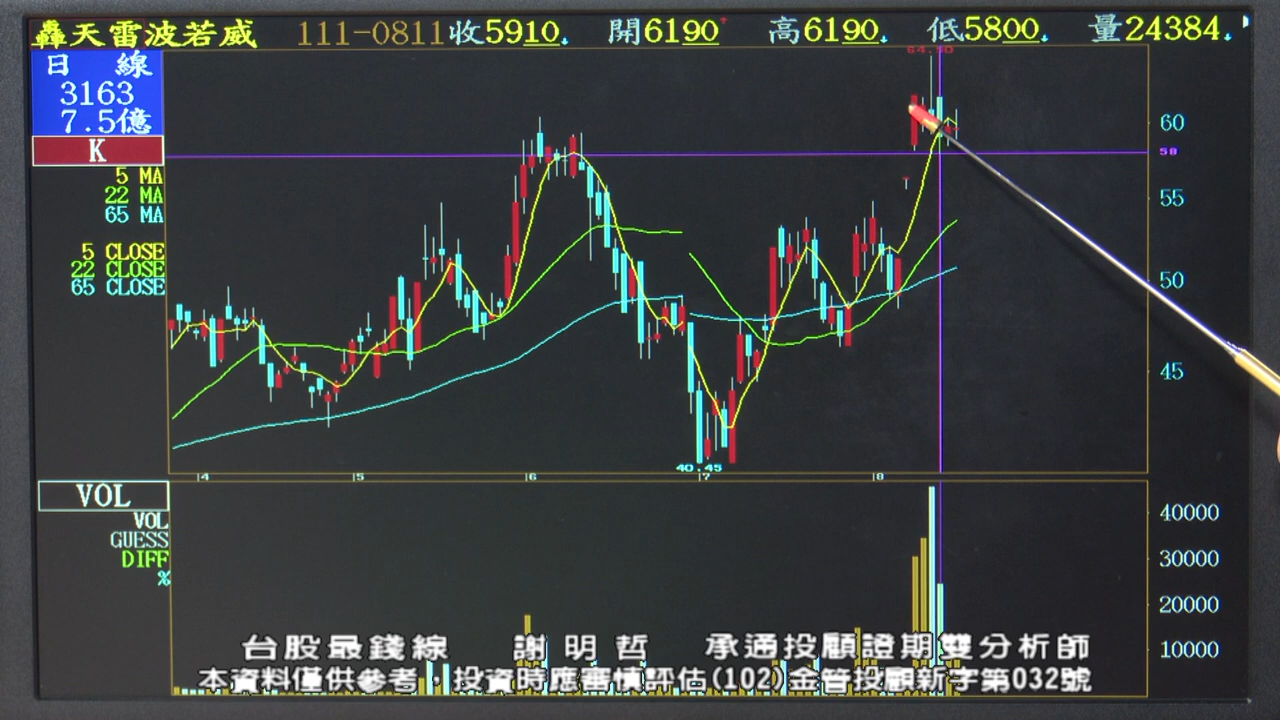 轟天雷波若威 111-0811 收5910 開6190 高6190 低5800 量24384
日 線
3163
7.5億
K
5 MA
22 MA
65 MA
5 CLOSE
22 CLOSE
65 CLOSE
64.30
60
58
55
50
45
40.45
4 5 6 7 8
VOL
VOL
GUESS
DIFF
%
40000
30000
20000
10000
台股最錢線 謝明哲 承通投顧證期雙分析師
本資料僅供參考，投資時應審慎評估(102)金管投顧新字第032號